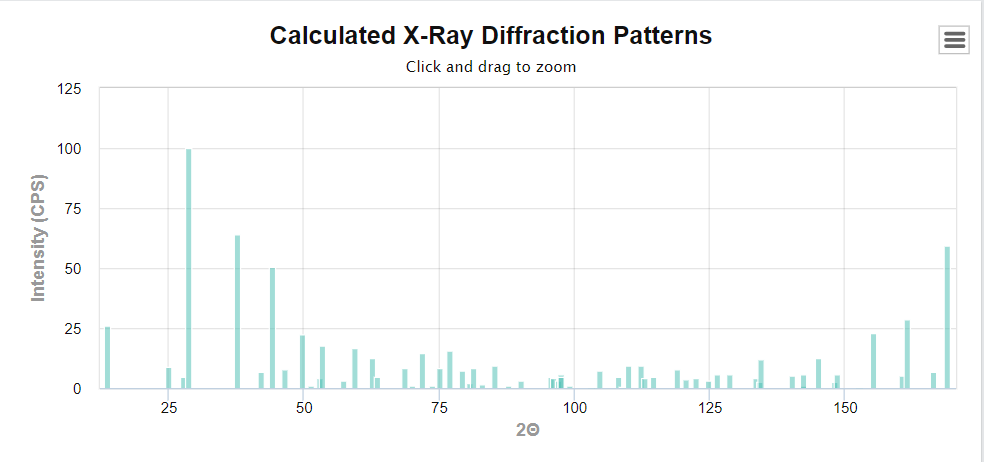 Calculated X-Ray Diffraction Patterns
Click and drag to zoom
125
100
75
50
25
0
Intensity (CPS)
25 50 75 100 125 150
2Θ